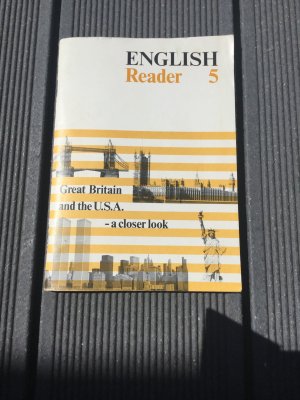 ENGLISH
Reader 5
Great Britain
and the U.S.A.
- a closer look